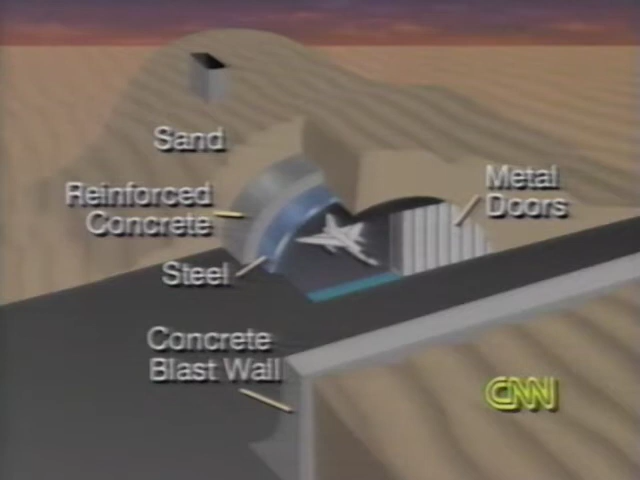 Sand
Reinforced
Concrete
Metal
Doors
Steel
Concrete
Blast Wall
CNN